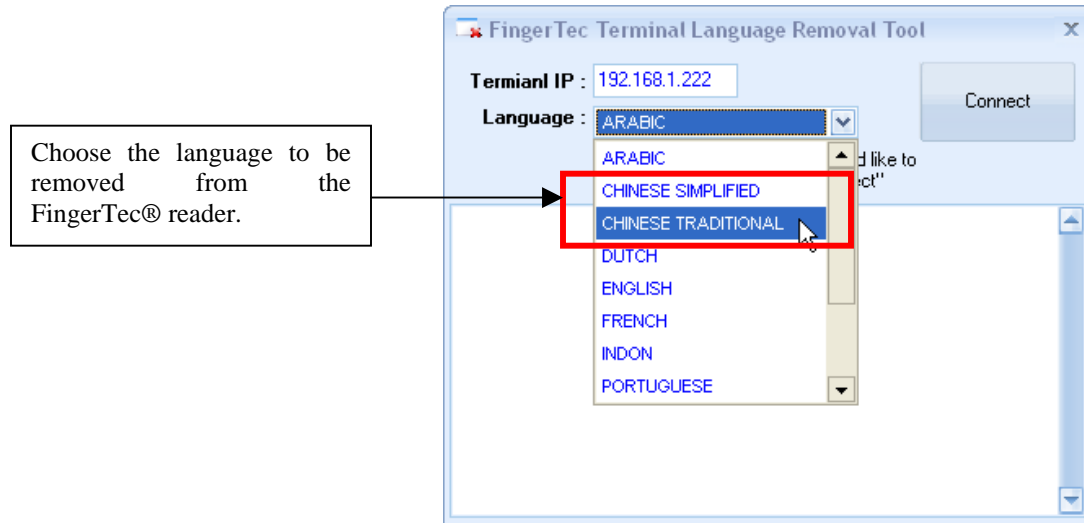 FingerTec Terminal Language Removal Tool
Termianl IP : 192.168.1.222
Connect
Language : ARABIC
Choose the language to be
removed from the
FingerTec® reader.
ARABIC
like to
CHINESE SIMPLIFIED
CHINESE TRADITIONAL
DUTCH
ENGLISH
FRENCH
INDON
PORTUGUESE